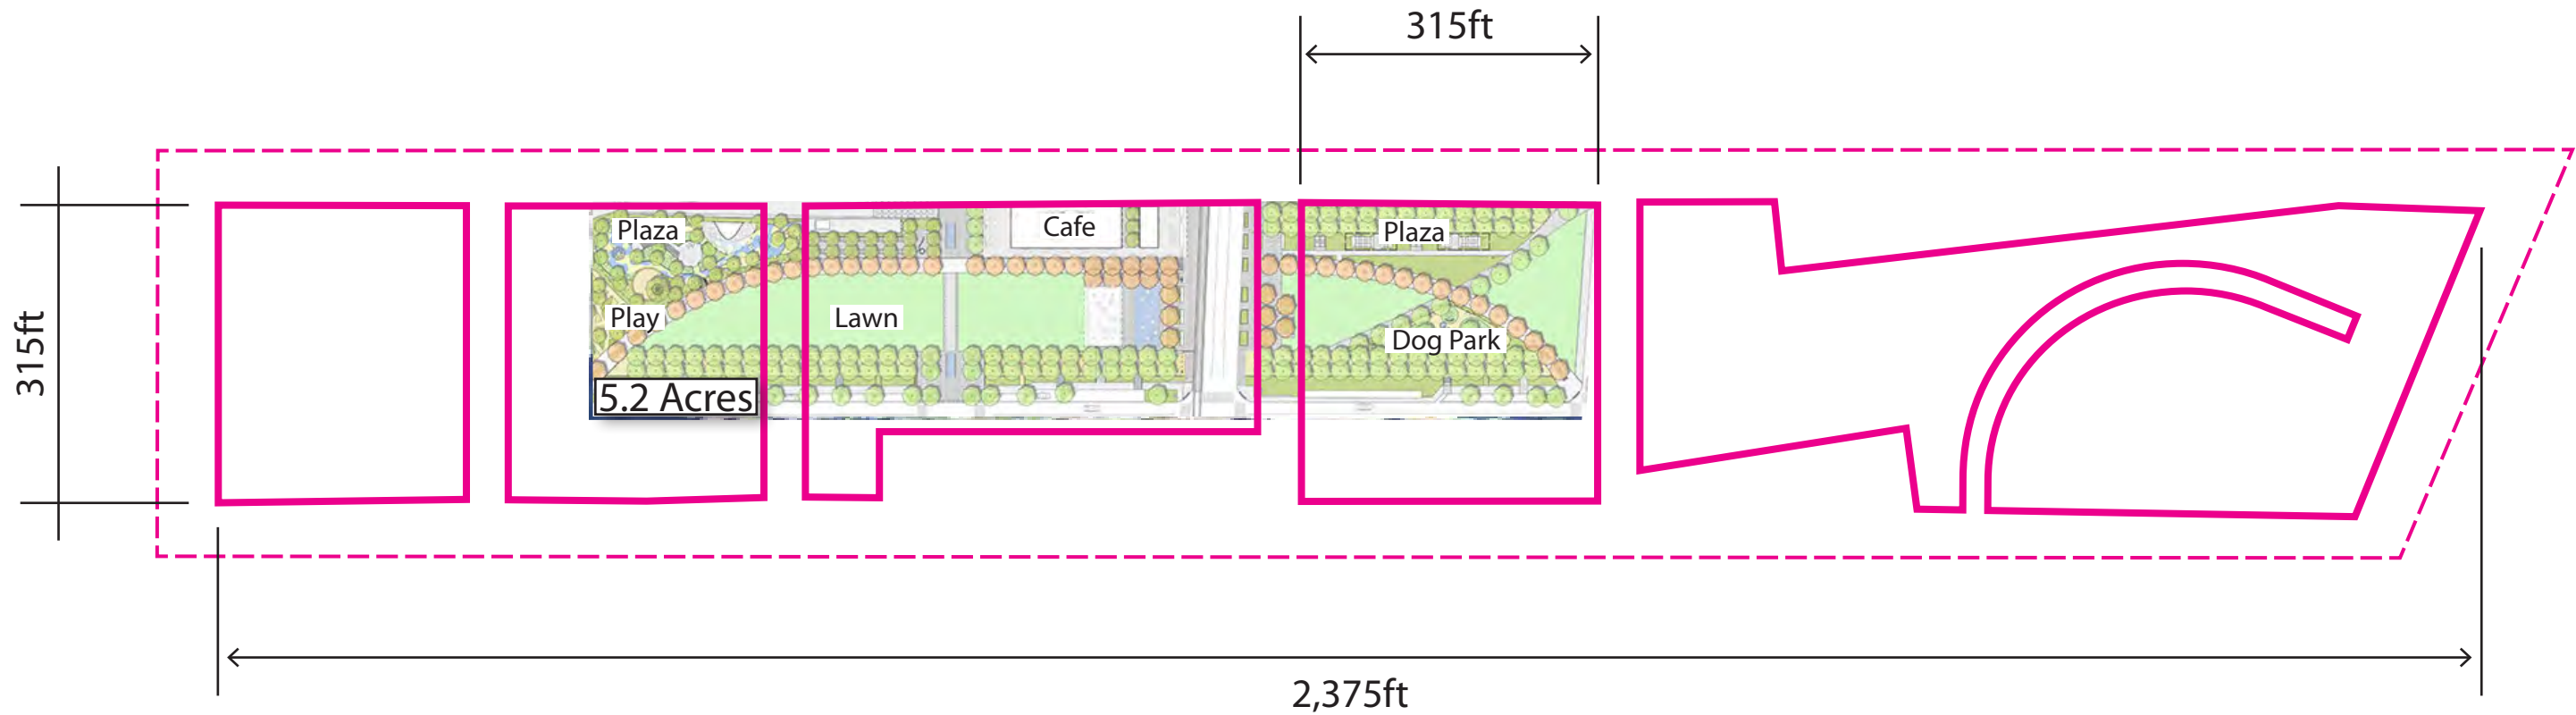 315ft
Plaza
Cafe
Plaza
Play
Lawn
Dog Park
315ft
5.2 Acres
2,375ft